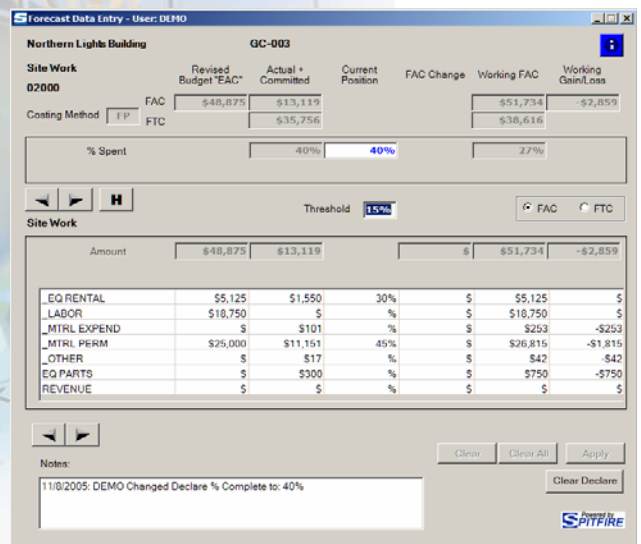 Forecast Data Entry - User: DEMO
Northern Lights Building GC-003
Site Work
02000
Revised Budget "EAC" Actual + Committed Current Position FAC Change Working FAC Working Gain/Loss
FAC $48,875 $13,119 $51,734 -$2,859
Costing Method FP FTC $35,756 $38,616
% Spent 40% 40% 27%
H
Threshold 15% FAC FTC
Site Work
Amount $48,875 $13,119 $ $51,734 -$2,859
_EQ RENTAL $5,125 $1,550 30% $ $5,125 $
_LABOR $18,750 $ % $ $18,750 $
_MTRL EXPEND $ $101 % $ $253 -$253
_MTRL PERM $25,000 $11,151 45% $ $26,815 -$1,815
_OTHER $ $17 % $ $42 -$42
EQ PARTS $ $300 % $ $750 -$750
REVENUE $ $ % $ $ $
Clear Clear All Apply
Notes:
Clear Declare
11/8/2005: DEMO Changed Declare % Complete to: 40%
Powered by
SPITFIRE